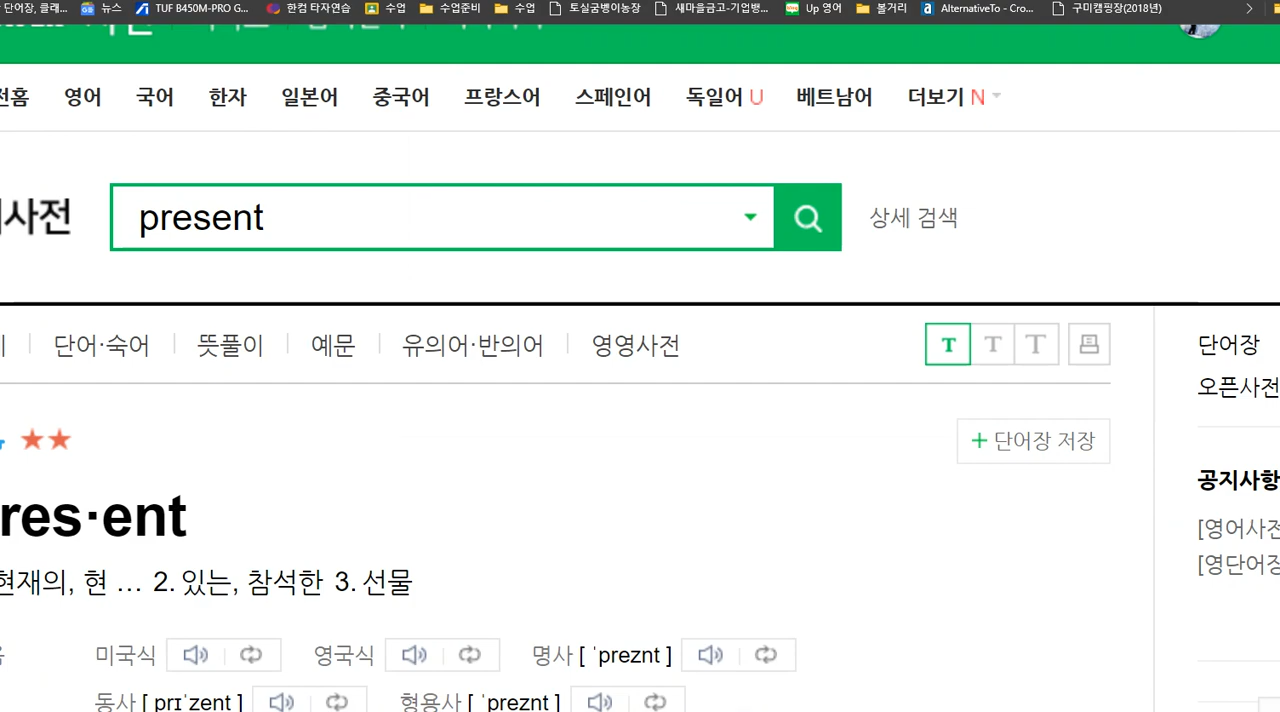 단어장, 클래... 뉴스 TUF B450M-PRO G... 한컴 타자연습 수업 수업준비 수업 토실굼벵이농장 새마을금고-기업뱅... Up 영어 볼거리 AlternativeTo - Cro... 구미캠핑장(2018년)
전홈 영어 국어 한자 일본어 중국어 프랑스어 스페인어 독일어 U 베트남어 더보기 N
사전 present 상세 검색
단어·숙어 뜻풀이 예문 유의어·반의어 영영사전 T T T 단어장
오픈사전
★★ + 단어장 저장
공지사항
res·ent
[영어사전
[영단어장
현재의, 현 … 2. 있는, 참석한 3. 선물
미국식 영국식 명사 [ ˈpreznt ]
동사 [ prɪˈzent ] 형용사 [ ˈpreznt ]